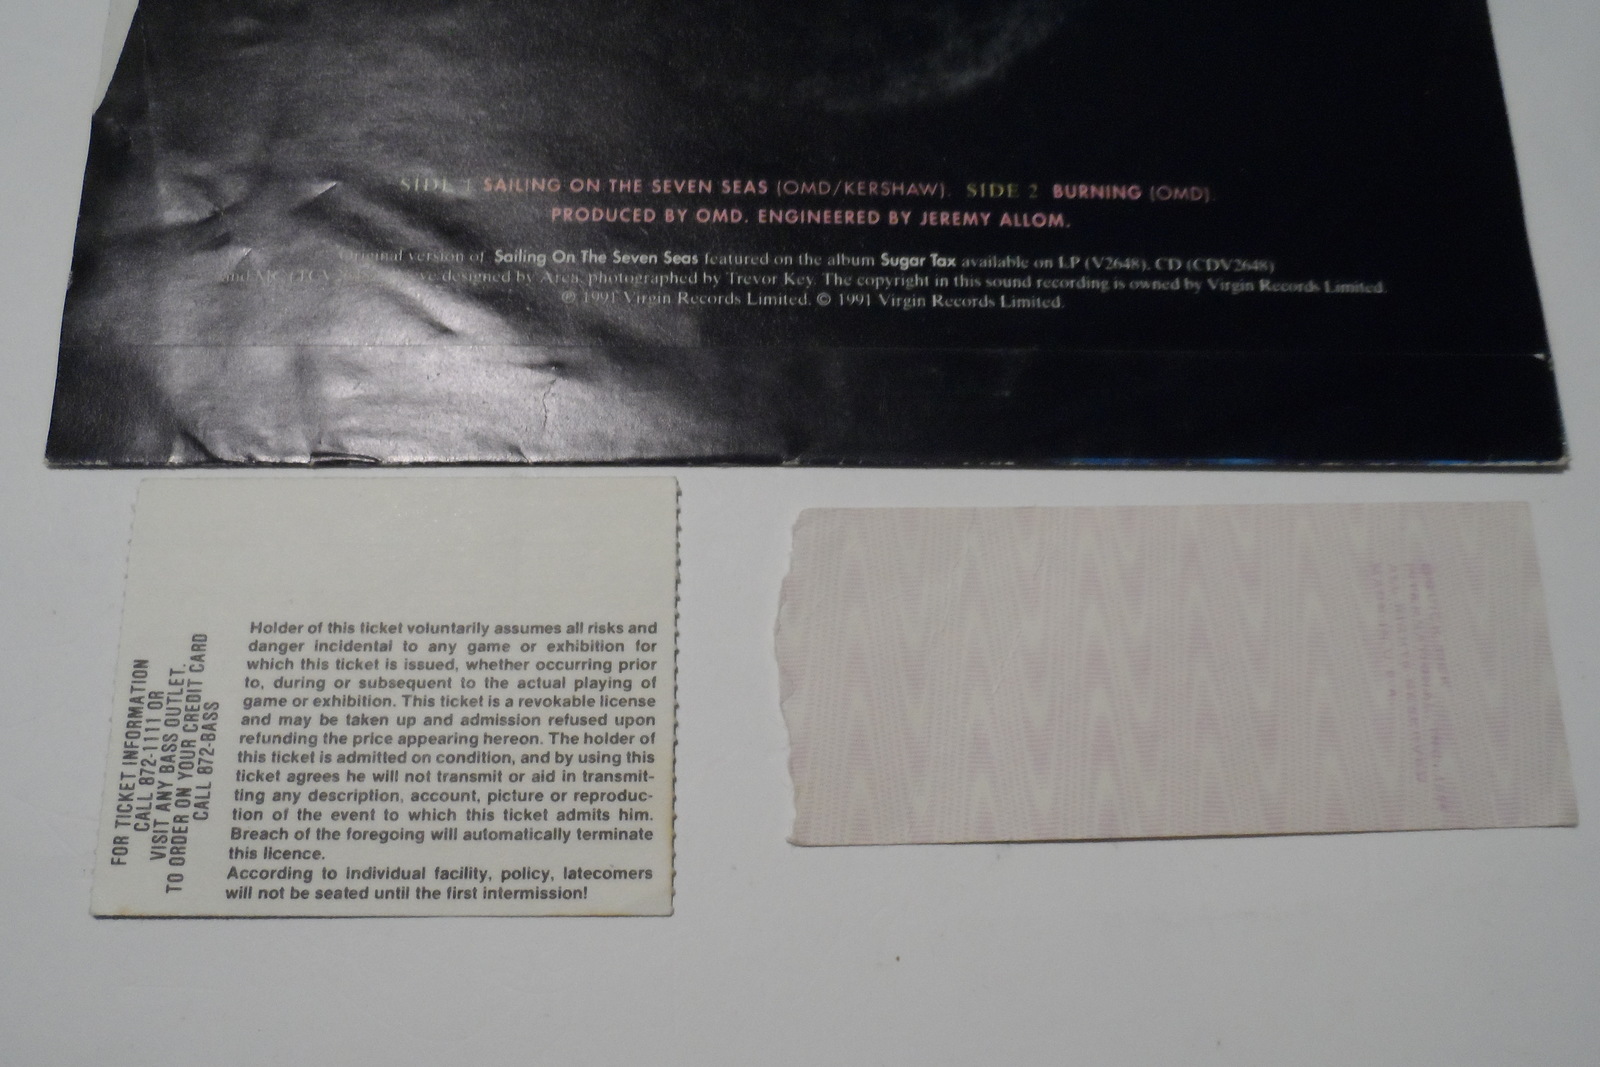 SIDE 1 SAILING ON THE SEVEN SEAS (OMD/KERSHAW). SIDE 2 BURNING (OMD).
PRODUCED BY OMD. ENGINEERED BY JEREMY ALLOM.
Original version of Sailing On The Seven Seas featured on the album Sugar Tax available on LP (V2648), CD (CDV2648)
and designed by Area, photographed by Trevor Key. The copyright in this sound recording is owned by Virgin Records Limited.
℗ 1991 Virgin Records Limited. © 1991 Virgin Records Limited.
FOR TICKET INFORMATION
CALL 872-1111 OR
VISIT ANY BASS OUTLET.
TO ORDER ON YOUR CREDIT CARD
CALL 872-BASS
Holder of this ticket voluntarily assumes all risks and
danger incidental to any game or exhibition for
which this ticket is issued, whether occurring prior
to, during or subsequent to the actual playing of
game or exhibition. This ticket is a revokable license
and may be taken up and admission refused upon
refunding the price appearing hereon. The holder of
this ticket is admitted on condition, and by using this
ticket agrees he will not transmit or aid in transmit-
ting any description, account, picture or reproduc-
tion of the event to which this ticket admits him.
Breach of the foregoing will automatically terminate
this licence.
According to individual facility, policy, latecomers
will not be seated until the first intermission!